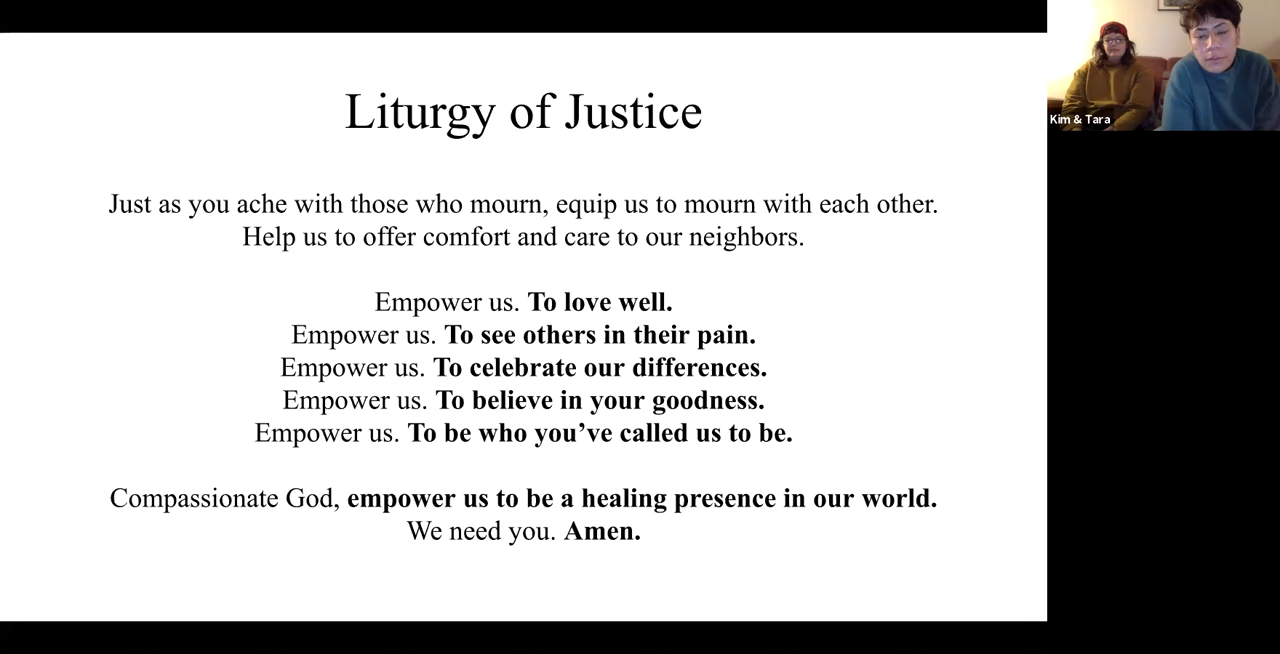 Liturgy of Justice
Just as you ache with those who mourn, equip us to mourn with each other.
Help us to offer comfort and care to our neighbors.
Empower us. To love well.
Empower us. To see others in their pain.
Empower us. To celebrate our differences.
Empower us. To believe in your goodness.
Empower us. To be who you’ve called us to be.
Compassionate God, empower us to be a healing presence in our world.
We need you. Amen.
Kim & Tara